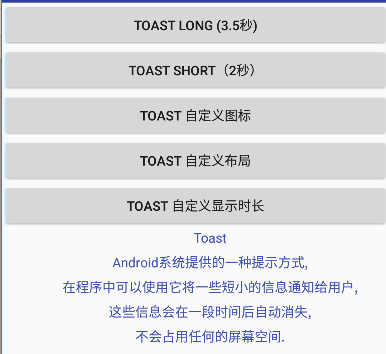 TOAST LONG (3.5秒)
TOAST SHORT（2秒）
TOAST 自定义图标
TOAST 自定义布局
TOAST 自定义显示时长
Toast
Android系统提供的一种提示方式,
在程序中可以使用它将一些短小的信息通知给用户,
这些信息会在一段时间后自动消失,
不会占用任何的屏幕空间.